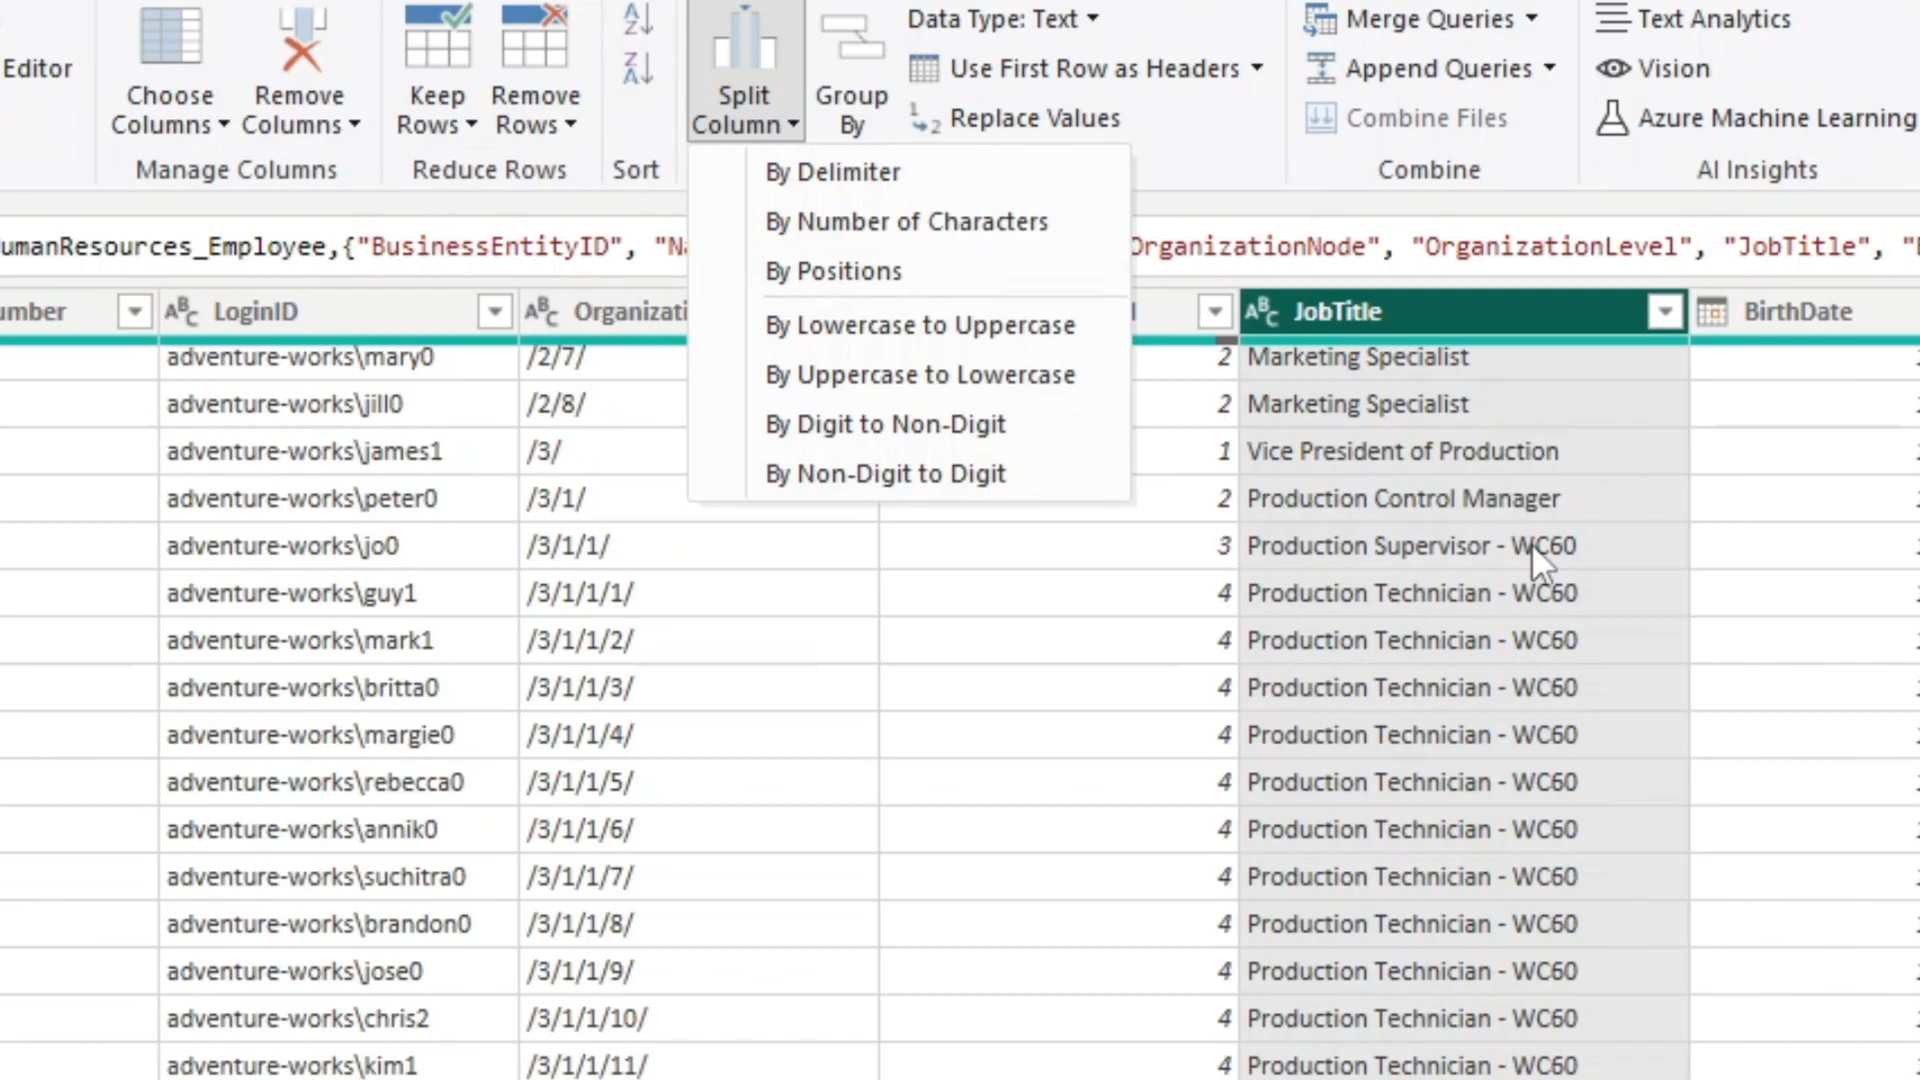 Editor
Choose
Columns
Remove
Columns
Manage Columns
Keep
Rows
Remove
Rows
Reduce Rows
A
Z
Z
A
Sort
Split
Column
Group
By
Data Type: Text
Use First Row as Headers
1
2
Replace Values
Merge Queries
Append Queries
Combine Files
Combine
Text Analytics
Vision
Azure Machine Learning
AI Insights
By Delimiter
By Number of Characters
By Positions
By Lowercase to Uppercase
By Uppercase to Lowercase
By Digit to Non-Digit
By Non-Digit to Digit
umanResources_Employee,{"BusinessEntityID", "Na
OrganizationNode", "OrganizationLevel", "JobTitle", "
umber
ABC LoginID
ABC Organizati
ABC JobTitle
BirthDate
adventure-works\mary0 /2/7/ 2 Marketing Specialist
adventure-works\jill0 /2/8/ 2 Marketing Specialist
adventure-works\james1 /3/ 1 Vice President of Production
adventure-works\peter0 /3/1/ 2 Production Control Manager
adventure-works\jo0 /3/1/1/ 3 Production Supervisor - WC60
adventure-works\guy1 /3/1/1/1/ 4 Production Technician - WC60
adventure-works\mark1 /3/1/1/2/ 4 Production Technician - WC60
adventure-works\britta0 /3/1/1/3/ 4 Production Technician - WC60
adventure-works\margie0 /3/1/1/4/ 4 Production Technician - WC60
adventure-works\rebecca0 /3/1/1/5/ 4 Production Technician - WC60
adventure-works\annik0 /3/1/1/6/ 4 Production Technician - WC60
adventure-works\suchitra0 /3/1/1/7/ 4 Production Technician - WC60
adventure-works\brandon0 /3/1/1/8/ 4 Production Technician - WC60
adventure-works\jose0 /3/1/1/9/ 4 Production Technician - WC60
adventure-works\chris2 /3/1/1/10/ 4 Production Technician - WC60
adventure-works\kim1 /3/1/1/11/ 4 Production Technician - WC60